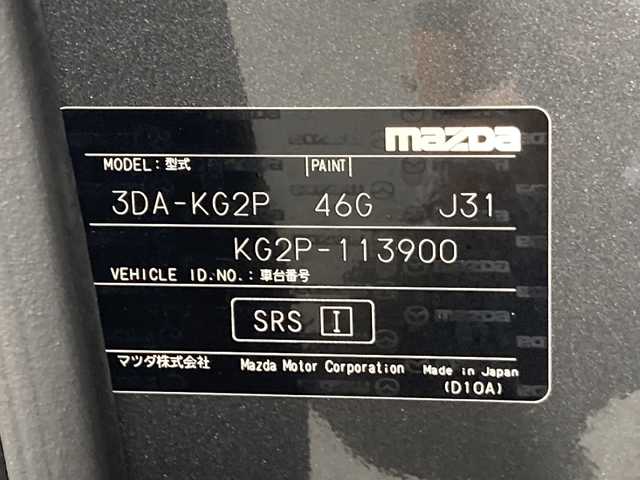 mazda
MODEL:型式 PAINT
3DA-KG2P 46G J31
KG2P-113900
VEHICLE ID.NO.:車台番号
SRS I
マツダ株式会社 Mazda Motor Corporation Made in Japan
(D10A)